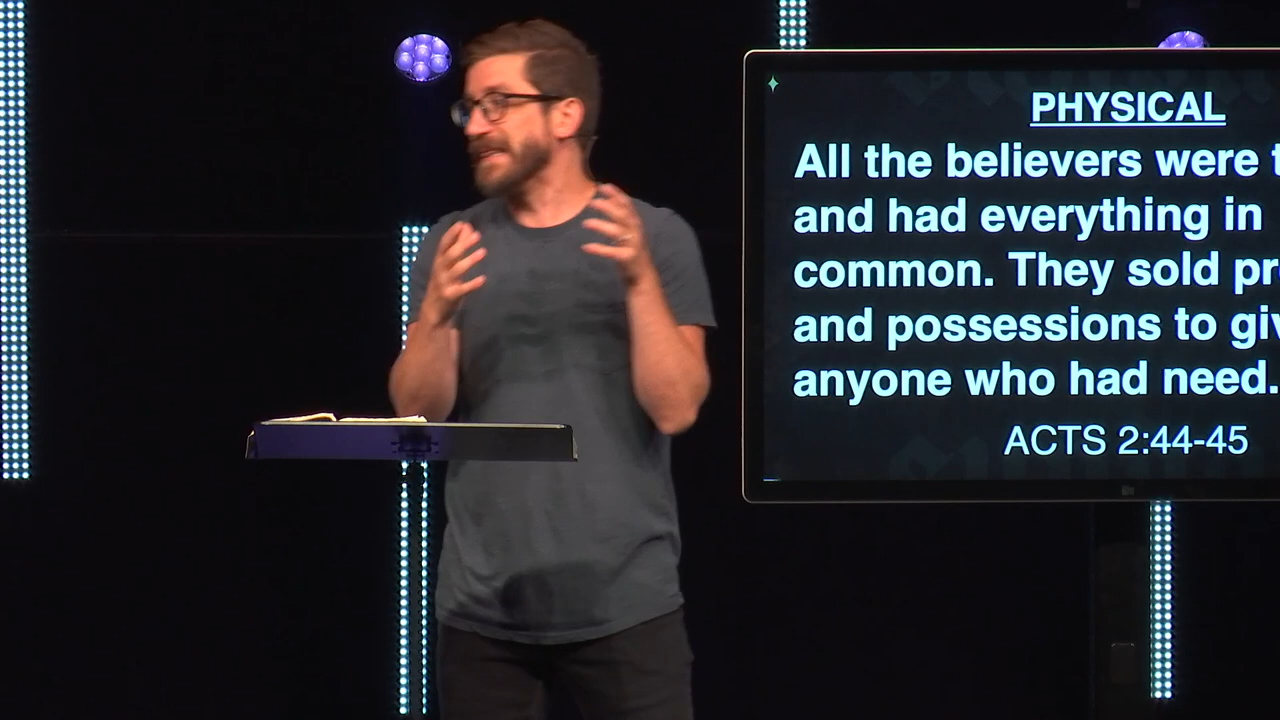 PHYSICAL
All the believers were
and had everything in
common. They sold
and possessions to
anyone who had need.
ACTS 2:44-45